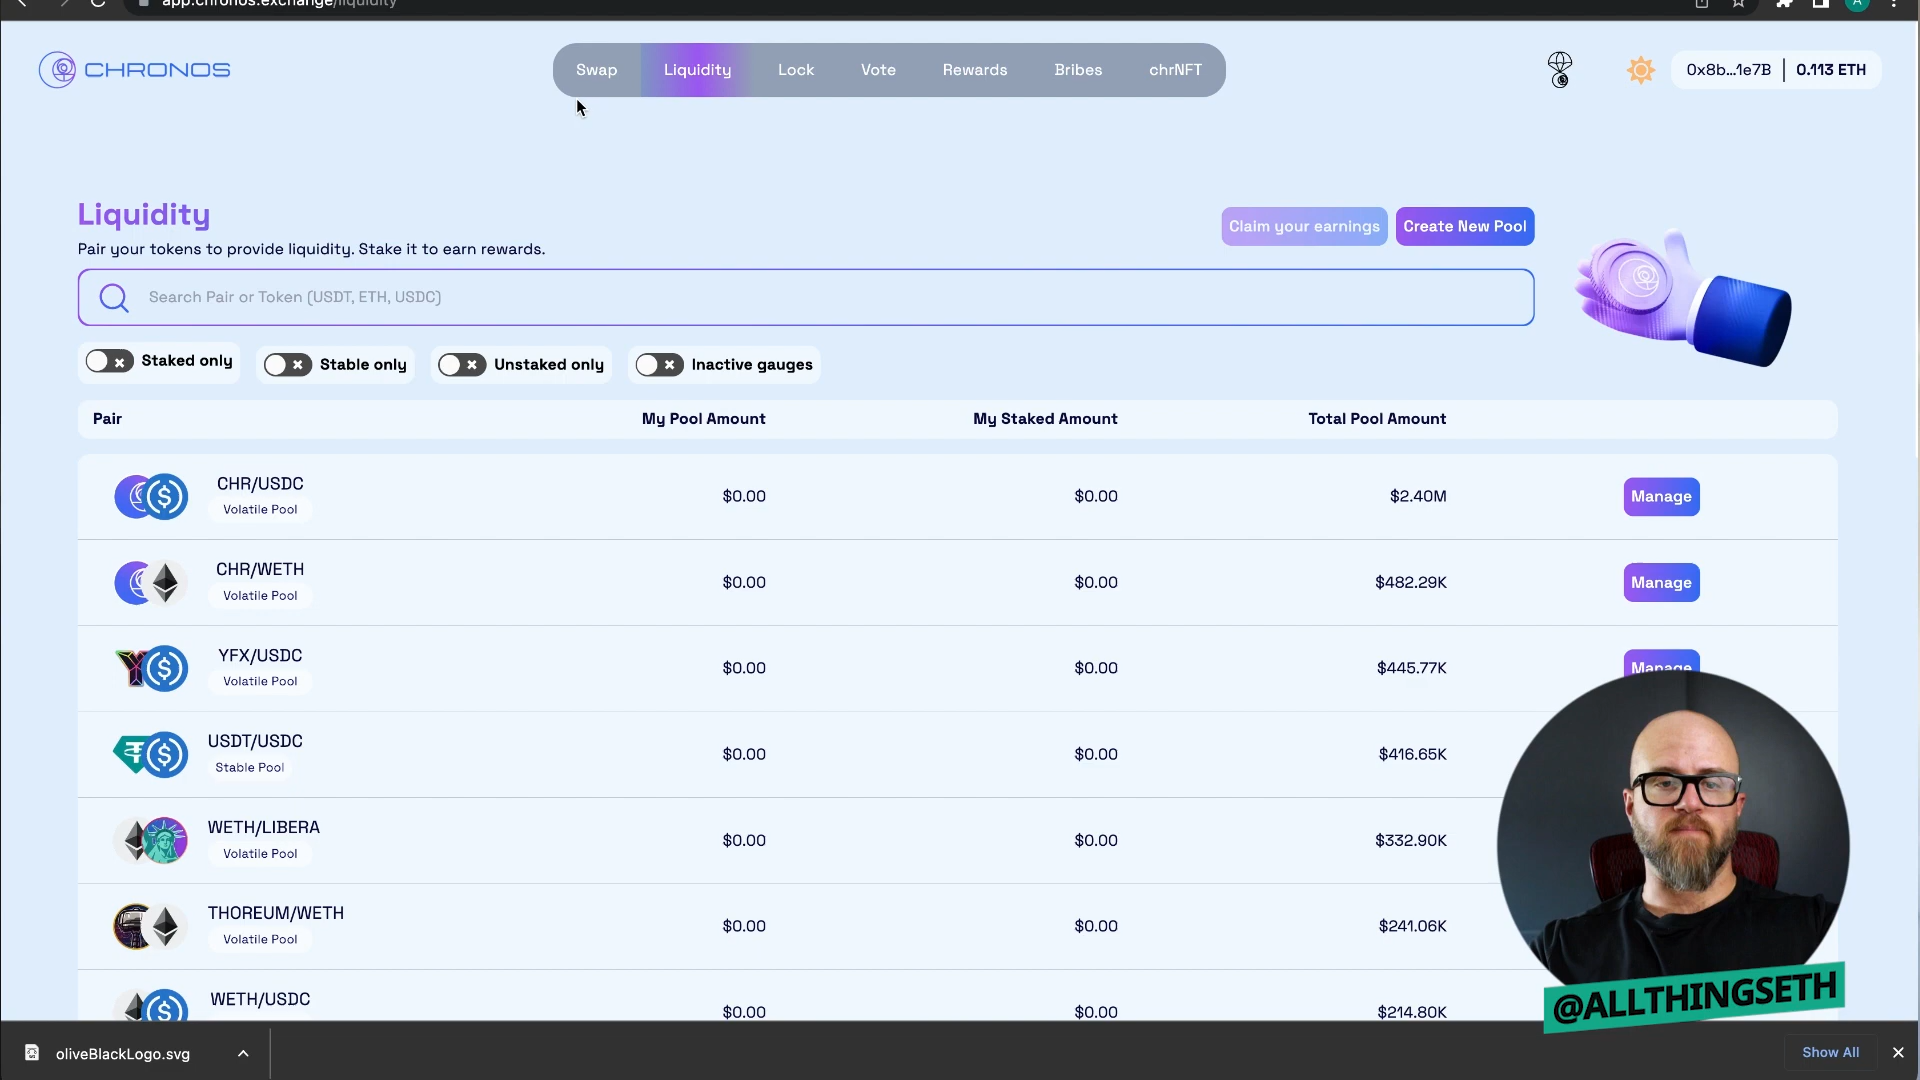 app.chronos.exchange/liquidity
A
CHRONOS
Swap
Liquidity
Lock
Vote
Rewards
Bribes
chrNFT
0x8b...1e7B
0.113 ETH
Liquidity
Pair your tokens to provide liquidity. Stake it to earn rewards.
Claim your earnings
Create New Pool
Search Pair or Token (USDT, ETH, USDC)
Staked only
Stable only
Unstaked only
Inactive gauges
Pair
My Pool Amount
My Staked Amount
Total Pool Amount
CHR/USDC
Volatile Pool
$0.00
$0.00
$2.40M
Manage
CHR/WETH
Volatile Pool
$0.00
$0.00
$482.29K
Manage
YFX/USDC
Volatile Pool
$0.00
$0.00
$445.77K
Manage
USDT/USDC
Stable Pool
$0.00
$0.00
$416.65K
WETH/LIBERA
Volatile Pool
$0.00
$0.00
$332.90K
THOREUM/WETH
Volatile Pool
$0.00
$0.00
$241.06K
WETH/USDC
$0.00
$0.00
$214.80K
@ALLTHINGSETH
oliveBlackLogo.svg
Show All